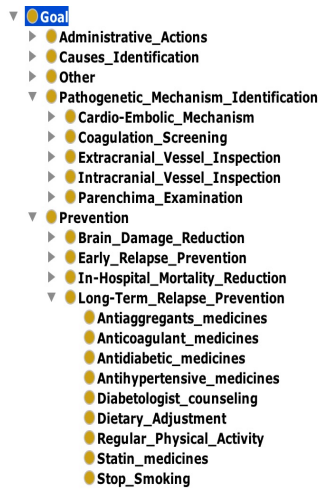 Goal
Administrative_Actions
Causes_Identification
Other
Pathogenetic_Mechanism_Identification
Cardio-Embolic_Mechanism
Coagulation_Screening
Extracranial_Vessel_Inspection
Intracranial_Vessel_Inspection
Parenchima_Examination
Prevention
Brain_Damage_Reduction
Early_Relapse_Prevention
In-Hospital_Mortality_Reduction
Long-Term_Relapse_Prevention
Antiaggregants_medicines
Anticoagulant_medicines
Antidiabetic_medicines
Antihypertensive_medicines
Diabetologist_counseling
Dietary_Adjustment
Regular_Physical_Activity
Statin_medicines
Stop_Smoking